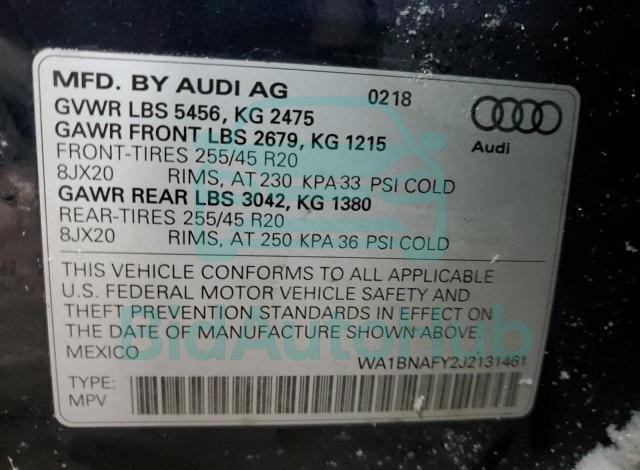 MFD. BY AUDI AG 0218
GVWR LBS 5456, KG 2475
GAWR FRONT LBS 2679, KG 1215
FRONT-TIRES 255/45 R20
8JX20 RIMS, AT 230 KPA 33 PSI COLD
GAWR REAR LBS 3042, KG 1380
REAR-TIRES 255/45 R20
8JX20 RIMS, AT 250 KPA 36 PSI COLD
Audi
THIS VEHICLE CONFORMS TO ALL APPLICABLE
U.S. FEDERAL MOTOR VEHICLE SAFETY AND
THEFT PREVENTION STANDARDS IN EFFECT ON
THE DATE OF MANUFACTURE SHOWN ABOVE.
MEXICO WA1BNAFY2J2131461
TYPE:
MPV
BidAutoHub